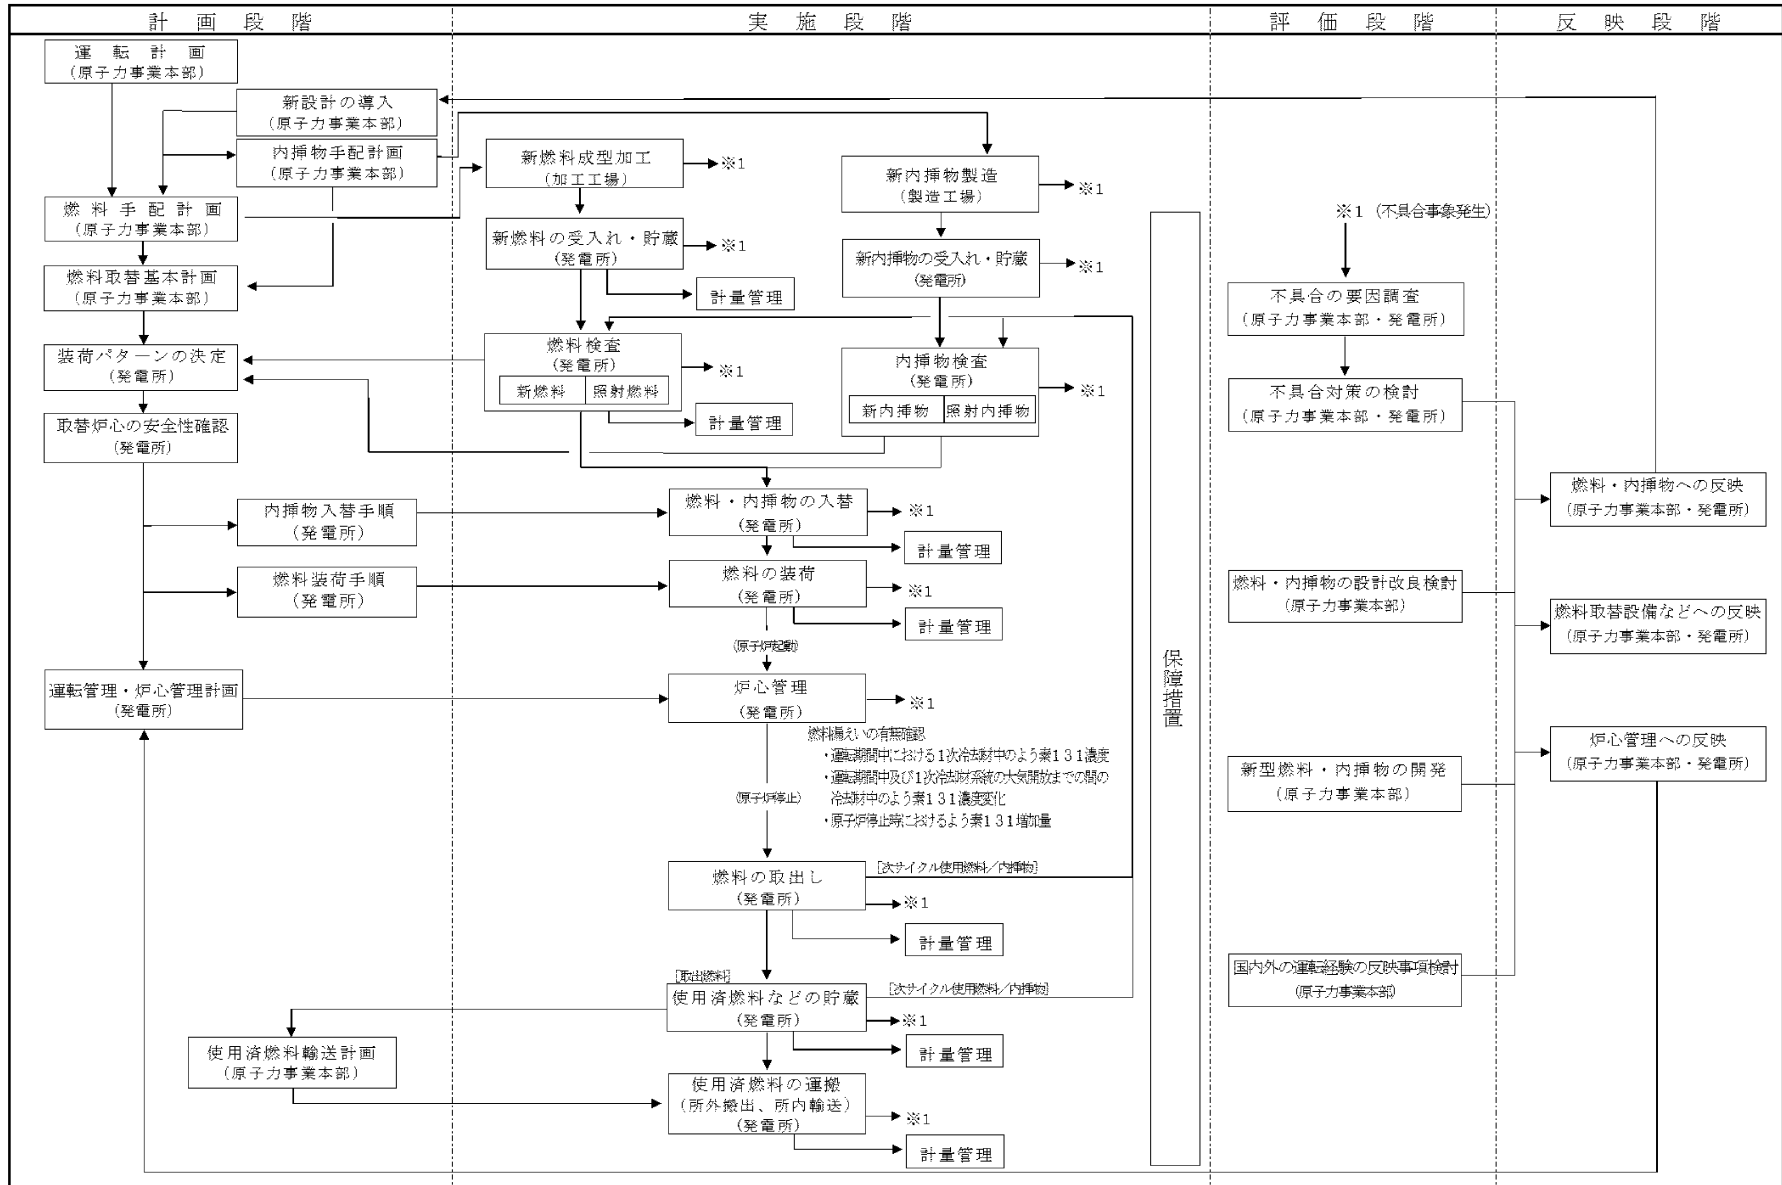 計画段階
実施段階
評価段階
反映段階
運転計画
(原子力事業本部)
新設計の導入
(原子力事業本部)
内挿物手配計画
(原子力事業本部)
燃料手配計画
(原子力事業本部)
燃料取替基本計画
(原子力事業本部)
装荷パターンの決定
(発電所)
取替炉心の安全性確認
(発電所)
内挿物入替手順
(発電所)
燃料装荷手順
(発電所)
運転管理・炉心管理計画
(発電所)
使用済燃料輸送計画
(原子力事業本部)
新燃料成型加工
(加工工場)
※1
新燃料の受入れ・貯蔵
(発電所)
※1
計量管理
燃料検査
(発電所)
新燃料
照射燃料
※1
計量管理
新内挿物製造
(製造工場)
※1
新内挿物の受入れ・貯蔵
(発電所)
※1
内挿物検査
(発電所)
新内挿物
照射内挿物
※1
燃料・内挿物の入替
(発電所)
※1
計量管理
燃料の装荷
(発電所)
※1
計量管理
(原子炉起動)
炉心管理
(発電所)
※1
燃料漏えいの有無確認
・運転期間中における1次冷却材中のよう素131濃度
・運転期間中及び1次冷却材系統の大気開放までの間の
冷却材中のよう素131濃度変化
・原子炉停止時におけるよう素131増加量
(原子炉停止)
燃料の取出し
(発電所)
[次サイクル使用燃料/内挿物]
※1
計量管理
[取出燃料]
使用済燃料などの貯蔵
(発電所)
[次サイクル使用燃料/内挿物]
※1
計量管理
使用済燃料の運搬
(所外搬出、所内輸送)
(発電所)
※1
計量管理
保障措置
※1 (不具合事象発生)
不具合の要因調査
(原子力事業本部・発電所)
不具合対策の検討
(原子力事業本部・発電所)
燃料・内挿物の設計改良検討
(原子力事業本部)
新型燃料・内挿物の開発
(原子力事業本部)
国内外の運転経験の反映事項検討
(原子力事業本部)
燃料・内挿物への反映
(原子力事業本部・発電所)
燃料取替設備などへの反映
(原子力事業本部・発電所)
炉心管理への反映
(原子力事業本部・発電所)